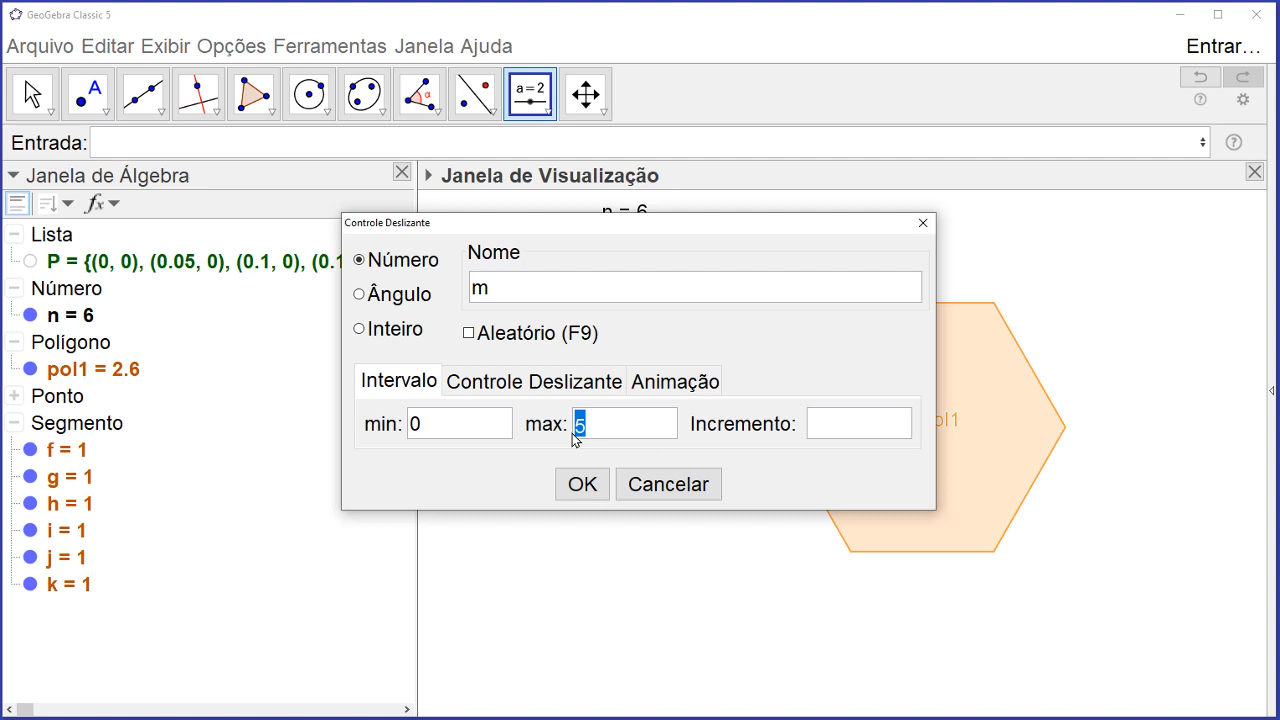 GeoGebra Classic 5
Arquivo Editar Exibir Opções Ferramentas Janela Ajuda Entrar…
A
α
a=2
Entrada:
Janela de Álgebra
Janela de Visualização
fx
n = 6
Lista
P = {(0, 0), (0.05, 0), (0.1, 0), (0.1
Número
n = 6
Polígono
pol1 = 2.6
Ponto
Segmento
f = 1
g = 1
h = 1
i = 1
j = 1
k = 1
Controle Deslizante
Número
Ângulo
Inteiro
Nome
m
Aleatório (F9)
Intervalo Controle Deslizante Animação
min: 0 max: 5 Incremento:
OK Cancelar
ol1